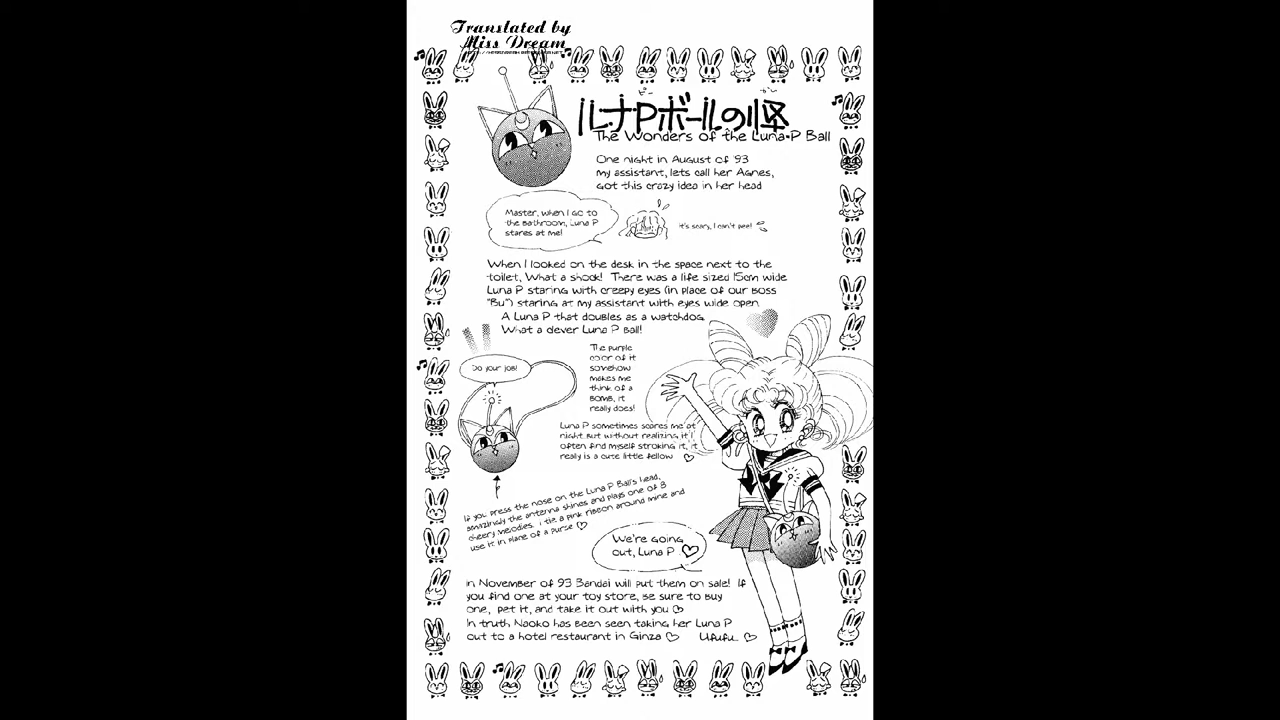 Translated by
Miss Dream
ピー かい
ルナPボールの怪
The Wonders of the Luna•P Ball
One night in August of '93
my assistant, lets call her Agnes,
got this crazy idea in her head
Master, when I go to
the bathroom, Luna P
stares at me!
It's scary, I can't pee!
When I looked on the desk in the space next to the
toilet, What a shock! There was a life sized 15cm wide
Luna P staring with creepy eyes (in place of our boss
"Bu") staring at my assistant with eyes wide open.
A Luna P that doubles as a watchdog.
What a clever Luna P Ball!
Do your job!
The purple
color of it
somehow
makes me
think of a
bomb, it
really does!
Luna P sometimes scares me at
night but without realizing it I
often find myself stroking it, it
really is a cute little fellow ♡
If you press the nose on the Luna P Ball's head,
amazingly the antenna shines and plays one of 8
cheery melodies. I tie a pink ribbon around mine and
use it in place of a purse ♡
We're going
out, Luna P ♡
In November of 93 Bandai will put them on sale! If
you find one at your toy store, be sure to buy
one, pet it, and take it out with you ♡
In truth Naoko has been seen taking her Luna P
out to a hotel restaurant in Ginza ♡ Ufufu... ♡